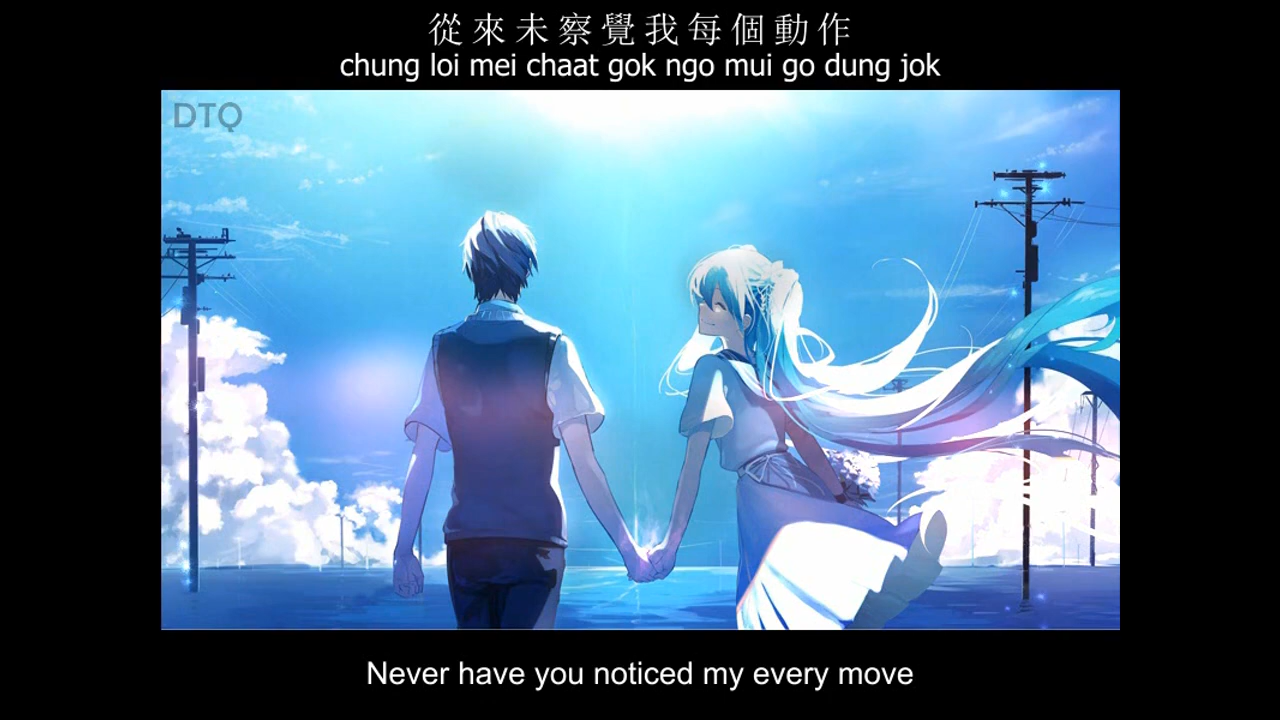 從來未察覺我每個動作
chung loi mei chaat gok ngo mui go dung jok
DTQ
Never have you noticed my every move